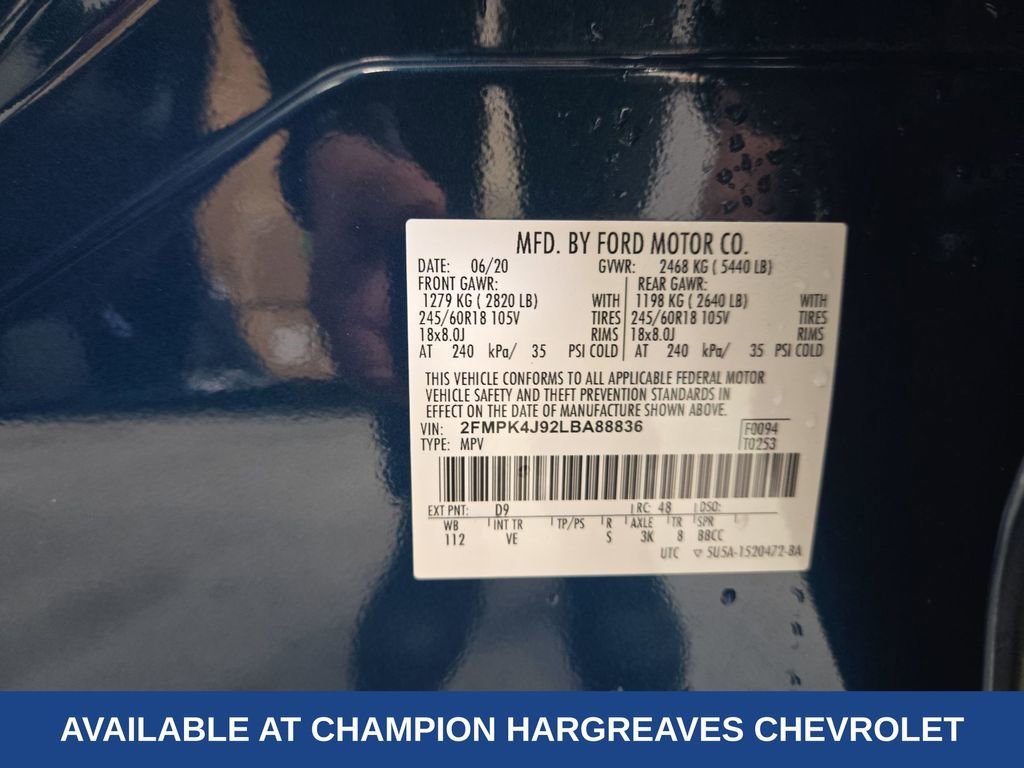 MFD. BY FORD MOTOR CO.
DATE: 06/20 GVWR: 2468 KG ( 5440 LB)
FRONT GAWR: REAR GAWR:
1279 KG ( 2820 LB) WITH 1198 KG ( 2640 LB) WITH
245/60R18 105V TIRES 245/60R18 105V TIRES
18x8.0J RIMS 18x8.0J RIMS
AT 240 kPa/ 35 PSI COLD AT 240 kPa/ 35 PSI COLD
THIS VEHICLE CONFORMS TO ALL APPLICABLE FEDERAL MOTOR
VEHICLE SAFETY AND THEFT PREVENTION STANDARDS IN
EFFECT ON THE DATE OF MANUFACTURE SHOWN ABOVE.
VIN: 2FMPK4J92LBA88836 F0094
TYPE: MPV T0253
EXT PNT: D9 RC: 48 DSO:
WB INT TR TP/PS R AXLE TR SPR
112 VE S 3K 8 BBCC
UTC ▽ 5U5A-1520472-BA
AVAILABLE AT CHAMPION HARGREAVES CHEVROLET